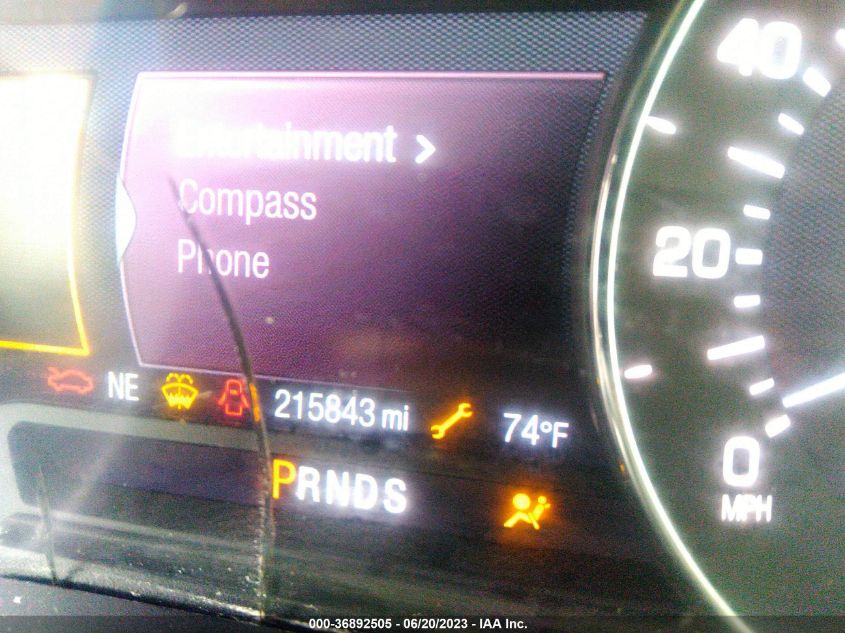 Entertainment >
Compass
Phone
NE
215843 mi
74°F
PRNDS
40
20
0
MPH
000-36892505 - 06/20/2023 - IAA Inc.